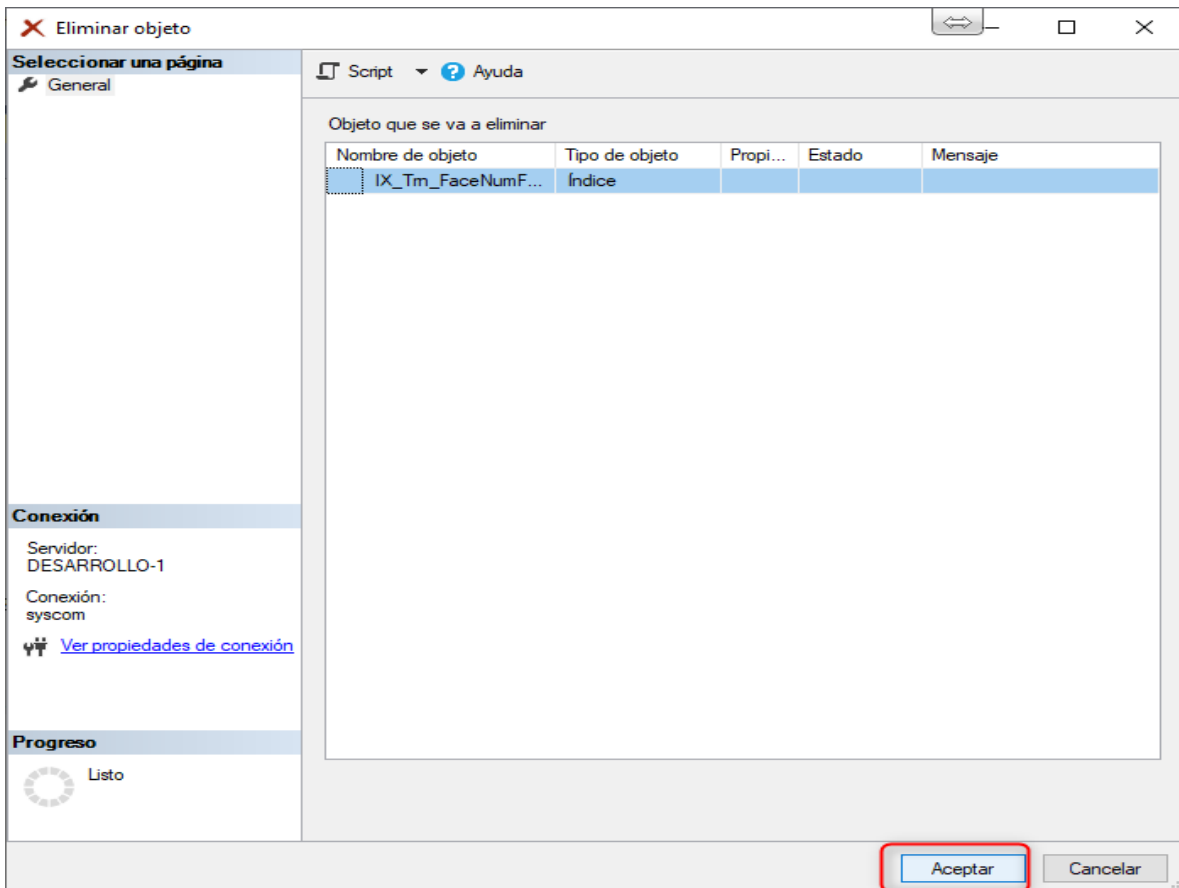 Eliminar objeto
Seleccionar una página
General
Script
Ayuda
Objeto que se va a eliminar
Nombre de objeto Tipo de objeto Propi... Estado Mensaje
IX_Tm_FaceNumF... Índice
Conexión
Servidor:
DESARROLLO-1
Conexión:
syscom
Ver propiedades de conexión
Progreso
Listo
Aceptar Cancelar